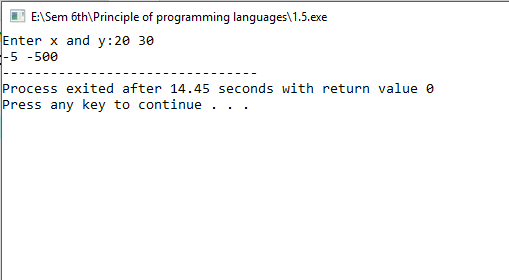 E:\Sem 6th\Principle of programming languages\1.5.exe
Enter x and y:20 30
-5 -500
--------------------------------
Process exited after 14.45 seconds with return value 0
Press any key to continue . . .